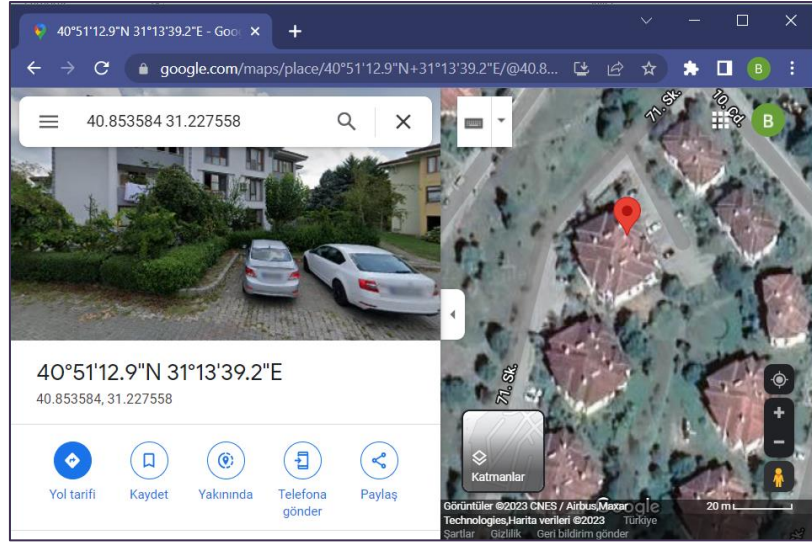 40°51'12.9"N 31°13'39.2"E - Goo
google.com/maps/place/40°51'12.9"N+31°13'39.2"E/@40.8...
B
40.853584 31.227558
71. Sk.
10. Cd.
B
40°51'12.9"N 31°13'39.2"E
40.853584, 31.227558
71. Sk.
Yol tarifi
Kaydet
Yakınında
Telefona
gönder
Paylaş
Katmanlar
Google
Görüntüler ©2023 CNES / Airbus,Maxar
Technologies,Harita verileri ©2023 Türkiye
20 m
Şartlar Gizlilik Geri bildirim gönder